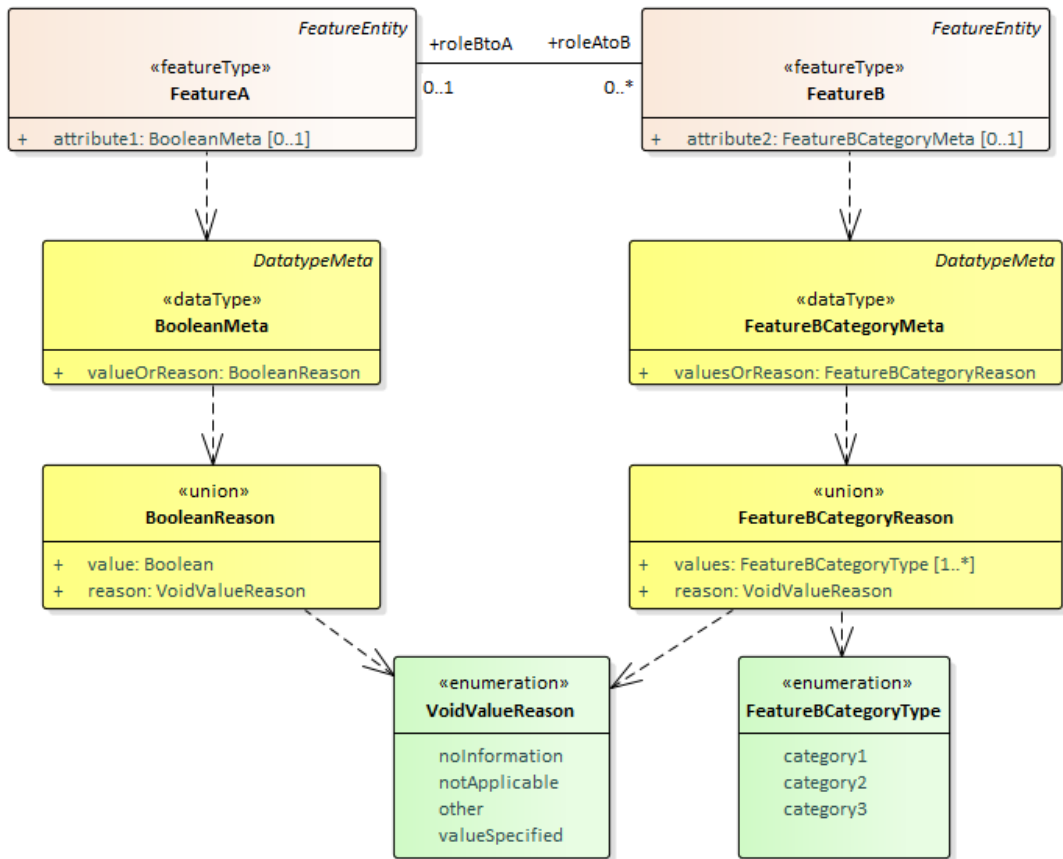 FeatureEntity
«featureType»
FeatureA
+ attribute1: BooleanMeta [0..1]
+roleBtoA
+roleAtoB
0..1
0..*
FeatureEntity
«featureType»
FeatureB
+ attribute2: FeatureBCategoryMeta [0..1]
DatatypeMeta
«dataType»
BooleanMeta
+ valueOrReason: BooleanReason
DatatypeMeta
«dataType»
FeatureBCategoryMeta
+ valuesOrReason: FeatureBCategoryReason
«union»
BooleanReason
+ value: Boolean
+ reason: VoidValueReason
«union»
FeatureBCategoryReason
+ values: FeatureBCategoryType [1..*]
+ reason: VoidValueReason
«enumeration»
VoidValueReason
noInformation
notApplicable
other
valueSpecified
«enumeration»
FeatureBCategoryType
category1
category2
category3